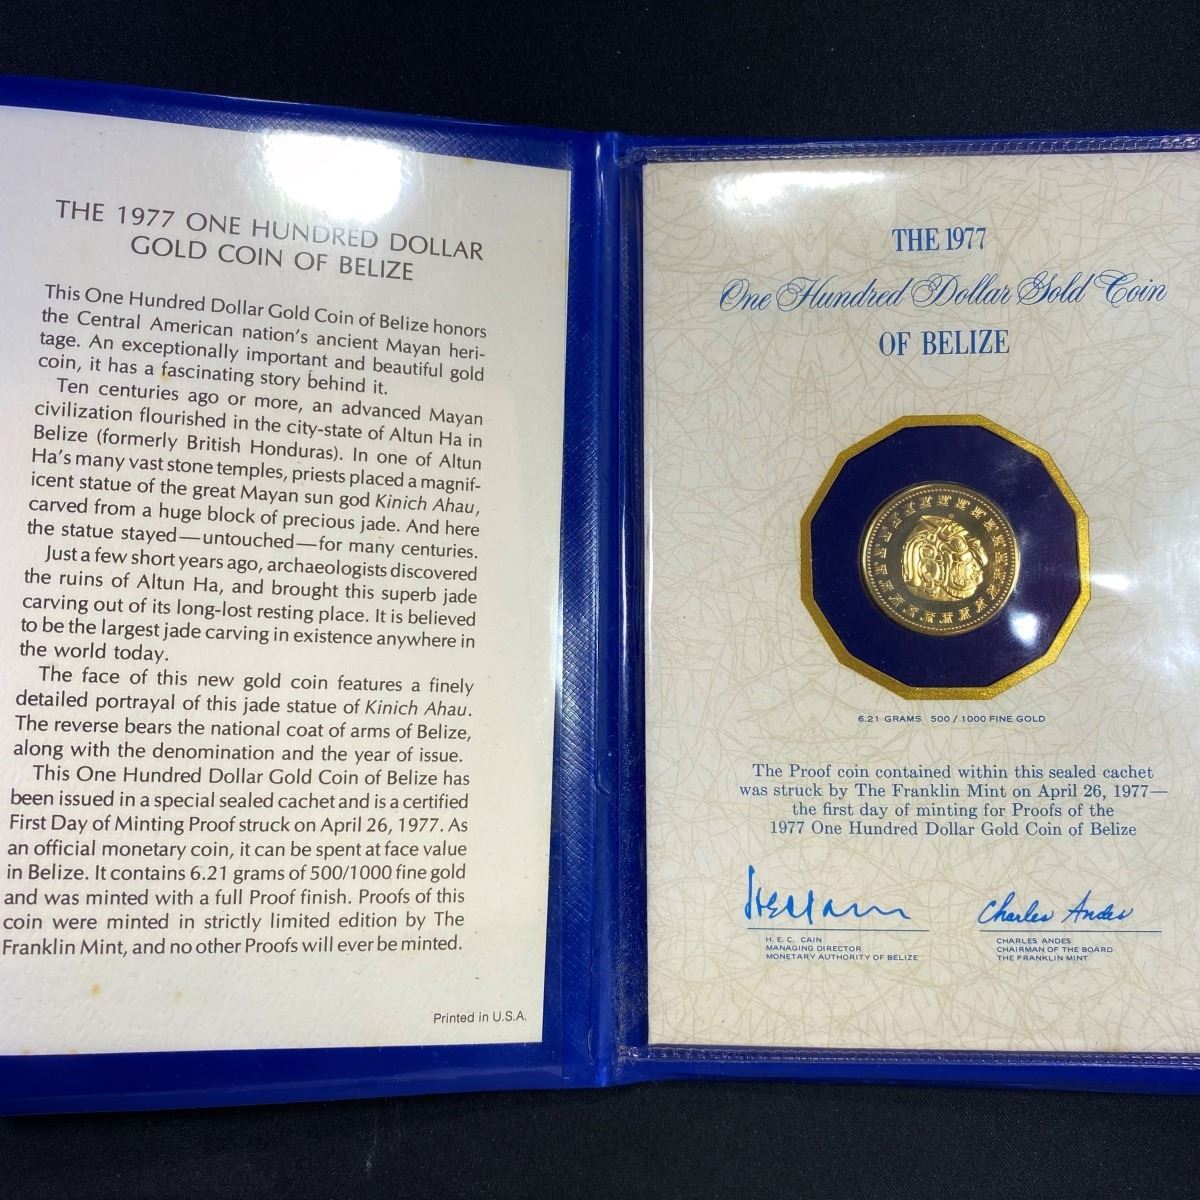 THE 1977 ONE HUNDRED DOLLAR
GOLD COIN OF BELIZE
This One Hundred Dollar Gold Coin of Belize honors
the Central American nation's ancient Mayan heri-
tage. An exceptionally important and beautiful gold
coin, it has a fascinating story behind it.
Ten centuries ago or more, an advanced Mayan
civilization flourished in the city-state of Altun Ha in
Belize (formerly British Honduras). In one of Altun
Ha's many vast stone temples, priests placed a magnif-
icent statue of the great Mayan sun god Kinich Ahau,
carved from a huge block of precious jade. And here
the statue stayed—untouched—for many centuries.
Just a few short years ago, archaeologists discovered
the ruins of Altun Ha, and brought this superb jade
carving out of its long-lost resting place. It is believed
to be the largest jade carving in existence anywhere in
the world today.
The face of this new gold coin features a finely
detailed portrayal of this jade statue of Kinich Ahau.
The reverse bears the national coat of arms of Belize,
along with the denomination and the year of issue.
This One Hundred Dollar Gold Coin of Belize has
been issued in a special sealed cachet and is a certified
First Day of Minting Proof struck on April 26, 1977. As
an official monetary coin, it can be spent at face value
in Belize. It contains 6.21 grams of 500/1000 fine gold
and was minted with a full Proof finish. Proofs of this
coin were minted in strictly limited edition by The
Franklin Mint, and no other Proofs will ever be minted.
Printed in U.S.A.
THE 1977
One Hundred Dollar Gold Coin
OF BELIZE
6.21 GRAMS 500 / 1000 FINE GOLD
The Proof coin contained within this sealed cachet
was struck by The Franklin Mint on April 26, 1977—
the first day of minting for Proofs of the
1977 One Hundred Dollar Gold Coin of Belize
Charles Andes
H. E. C. CAIN
MANAGING DIRECTOR
MONETARY AUTHORITY OF BELIZE
CHARLES ANDES
CHAIRMAN OF THE BOARD
THE FRANKLIN MINT